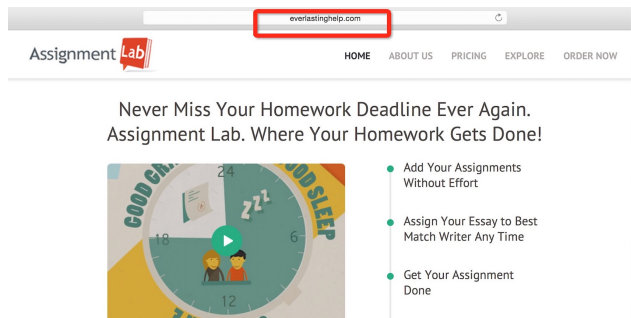 everlastinghelp.com
Assignment Lab
HOME ABOUT US PRICING EXPLORE ORDER NOW
Never Miss Your Homework Deadline Ever Again.
Assignment Lab. Where Your Homework Gets Done!
GOOD GRA
OOD SLEEP
24
zzz
18
6
12
Add Your Assignments
Without Effort
Assign Your Essay to Best
Match Writer Any Time
Get Your Assignment
Done